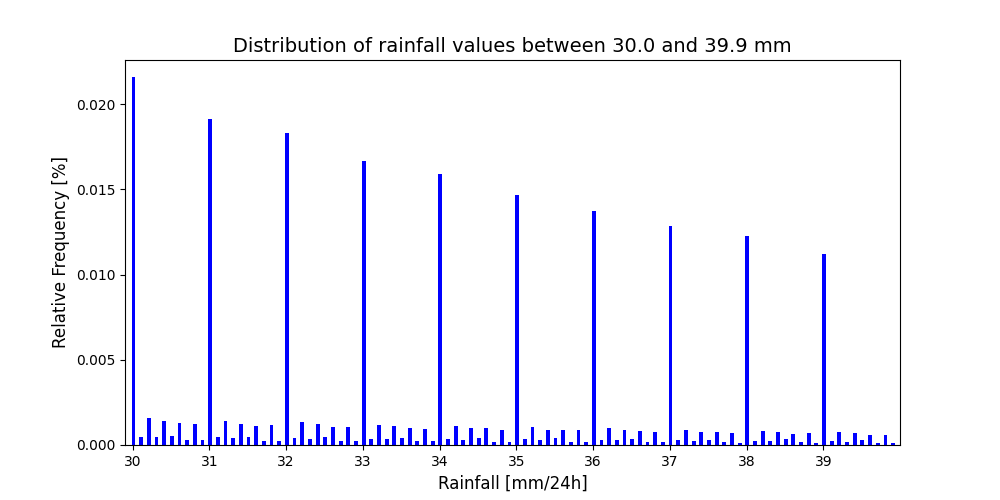 Distribution of rainfall values between 30.0 and 39.9 mm
Relative Frequency [%]
0.020
0.015
0.010
0.005
0.000
30 31 32 33 34 35 36 37 38 39
Rainfall [mm/24h]